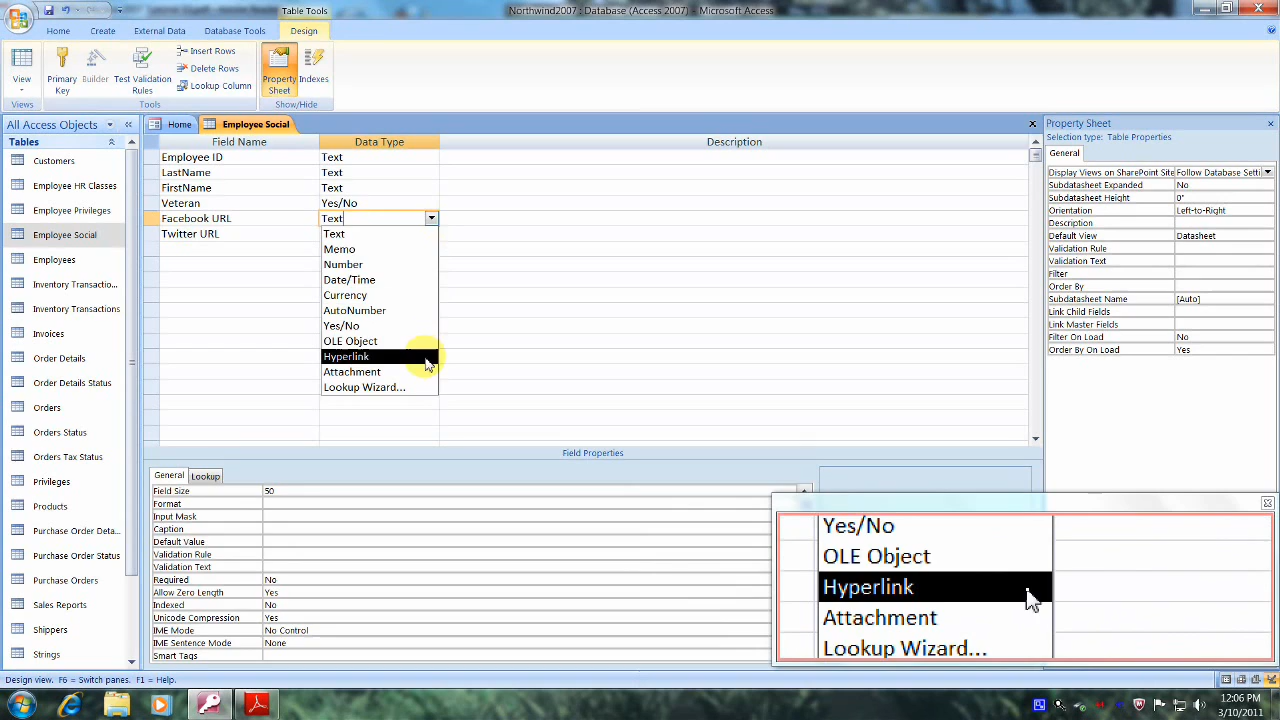 Table Tools
Northwind2007 : Database (Access 2007) - Microsoft Access
Home Create External Data Database Tools Design
View
Primary Key
Builder
Test Validation Rules
Insert Rows
Delete Rows
Lookup Column
Property Sheet
Indexes
Views Tools Show/Hide
All Access Objects
Tables
Customers
Employee HR Classes
Employee Privileges
Employee Social
Employees
Inventory Transactio...
Inventory Transactions
Invoices
Order Details
Order Details Status
Orders
Orders Status
Orders Tax Status
Privileges
Products
Purchase Order Detai...
Purchase Order Status
Purchase Orders
Sales Reports
Shippers
Strings
Home Employee Social
Field Name Data Type Description
Employee ID Text
LastName Text
FirstName Text
Veteran Yes/No
Facebook URL Text
Twitter URL
Text
Memo
Number
Date/Time
Currency
AutoNumber
Yes/No
OLE Object
Hyperlink
Attachment
Lookup Wizard...
Field Properties
General Lookup
Field Size 50
Format
Input Mask
Caption
Default Value
Validation Rule
Validation Text
Required No
Allow Zero Length Yes
Indexed No
Unicode Compression Yes
IME Mode No Control
IME Sentence Mode None
Smart Tags
Property Sheet
Selection type: Table Properties
General
Display Views on SharePoint Site Follow Database Setti
Subdatasheet Expanded No
Subdatasheet Height 0"
Orientation Left-to-Right
Description
Default View Datasheet
Validation Rule
Validation Text
Filter
Order By
Subdatasheet Name [Auto]
Link Child Fields
Link Master Fields
Filter On Load No
Order By On Load Yes
Yes/No
OLE Object
Hyperlink
Attachment
Lookup Wizard...
Design view. F6 = Switch panes. F1 = Help.
12:06 PM
3/10/2011